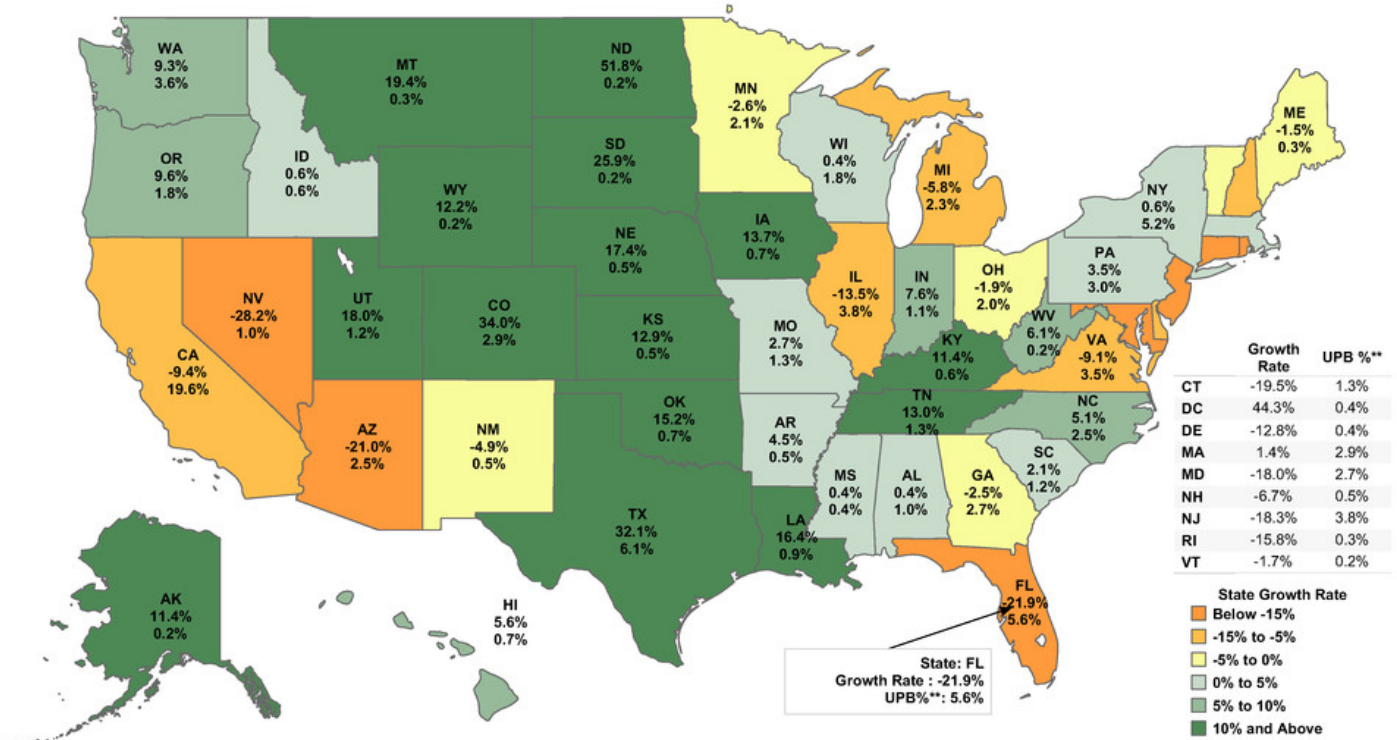 WA
9.3%
3.6%
MT
19.4%
0.3%
ND
51.8%
0.2%
MN
-2.6%
2.1%
ME
-1.5%
0.3%
OR
9.6%
1.8%
ID
0.6%
0.6%
SD
25.9%
0.2%
WI
0.4%
1.8%
MI
-5.8%
2.3%
NY
0.6%
5.2%
WY
12.2%
0.2%
IA
13.7%
0.7%
NE
17.4%
0.5%
PA
3.5%
3.0%
NV
-28.2%
1.0%
UT
18.0%
1.2%
CO
34.0%
2.9%
IL
-13.5%
3.8%
IN
7.6%
1.1%
OH
-1.9%
2.0%
KS
12.9%
0.5%
MO
2.7%
1.3%
WV
6.1%
0.2%
CA
-9.4%
19.6%
KY
11.4%
0.6%
VA
-9.1%
3.5%
AZ
-21.0%
2.5%
NM
-4.9%
0.5%
OK
15.2%
0.7%
AR
4.5%
0.5%
TN
13.0%
1.3%
NC
5.1%
2.5%
SC
2.1%
1.2%
MS
0.4%
0.4%
AL
0.4%
1.0%
GA
-2.5%
2.7%
TX
32.1%
6.1%
LA
16.4%
0.9%
FL
-21.9%
5.6%
AK
11.4%
0.2%
HI
5.6%
0.7%
State: FL
Growth Rate : -21.9%
UPB%**: 5.6%
Growth
Rate UPB %**
CT -19.5% 1.3%
DC 44.3% 0.4%
DE -12.8% 0.4%
MA 1.4% 2.9%
MD -18.0% 2.7%
NH -6.7% 0.5%
NJ -18.3% 3.8%
RI -15.8% 0.3%
VT -1.7% 0.2%
State Growth Rate
Below -15%
-15% to -5%
-5% to 0%
0% to 5%
5% to 10%
10% and Above